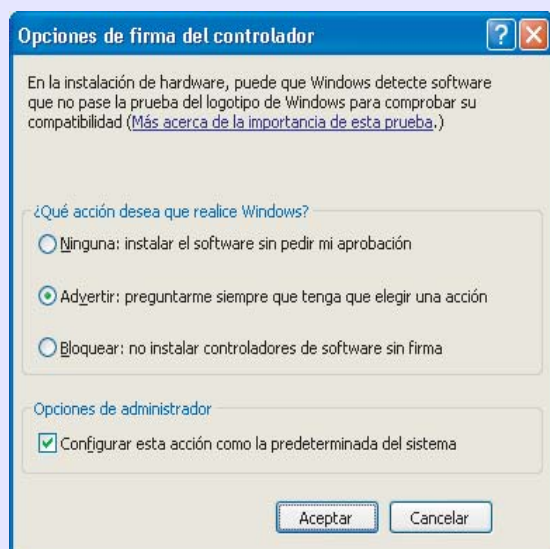 Opciones de firma del controlador
En la instalación de hardware, puede que Windows detecte software
que no pase la prueba del logotipo de Windows para comprobar su
compatibilidad (Más acerca de la importancia de esta prueba.)
¿Qué acción desea que realice Windows?
Ninguna: instalar el software sin pedir mi aprobación
Advertir: preguntarme siempre que tenga que elegir una acción
Bloquear: no instalar controladores de software sin firma
Opciones de administrador
Configurar esta acción como la predeterminada del sistema
Aceptar Cancelar